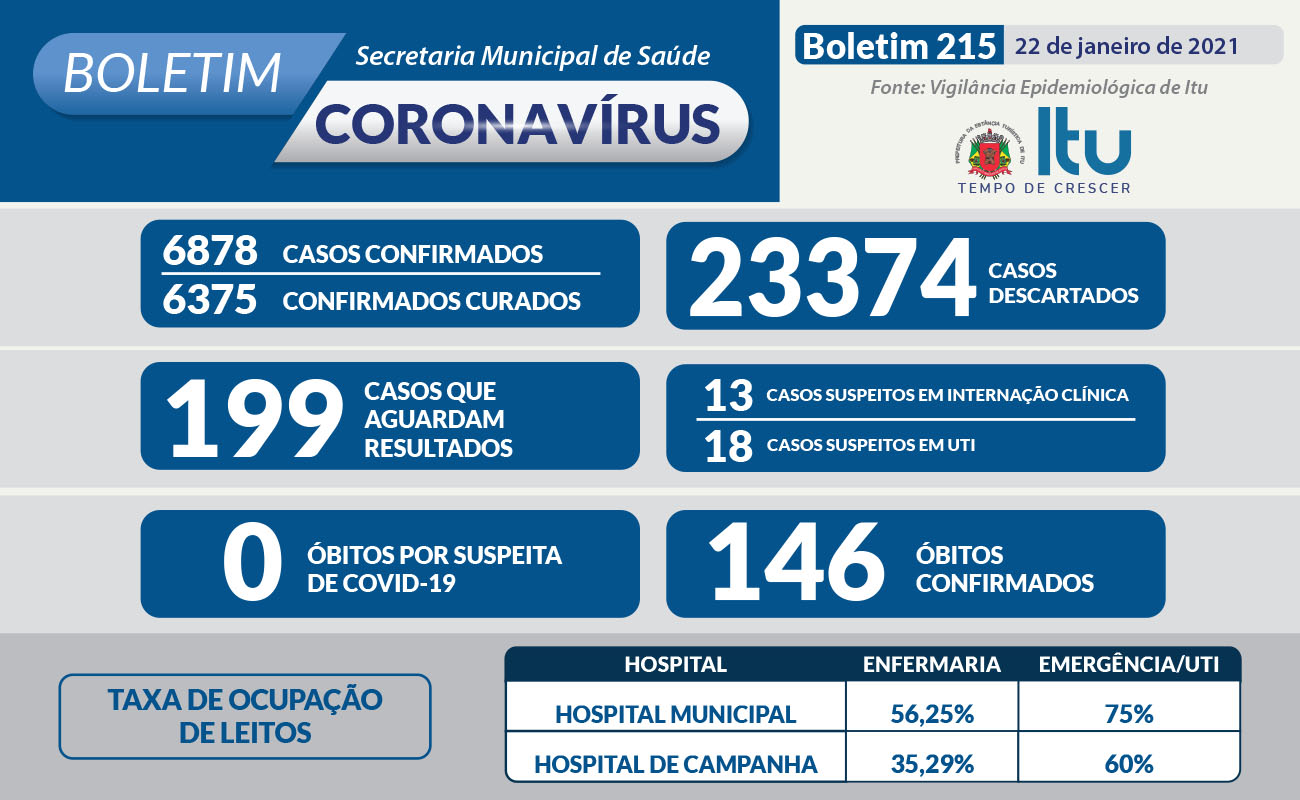 BOLETIM
Secretaria Municipal de Saúde
CORONAVÍRUS
Boletim 215 22 de janeiro de 2021
Fonte: Vigilância Epidemiológica de Itu
PREFEITURA DA ESTÂNCIA TURÍSTICA DE ITU
Itu
TEMPO DE CRESCER
6878 CASOS CONFIRMADOS
6375 CONFIRMADOS CURADOS
23374 CASOS
DESCARTADOS
199 CASOS QUE
AGUARDAM
RESULTADOS
13 CASOS SUSPEITOS EM INTERNAÇÃO CLÍNICA
18 CASOS SUSPEITOS EM UTI
0 ÓBITOS POR SUSPEITA
DE COVID-19
146 ÓBITOS
CONFIRMADOS
TAXA DE OCUPAÇÃO
DE LEITOS
HOSPITAL ENFERMARIA EMERGÊNCIA/UTI
HOSPITAL MUNICIPAL 56,25% 75%
HOSPITAL DE CAMPANHA 35,29% 60%